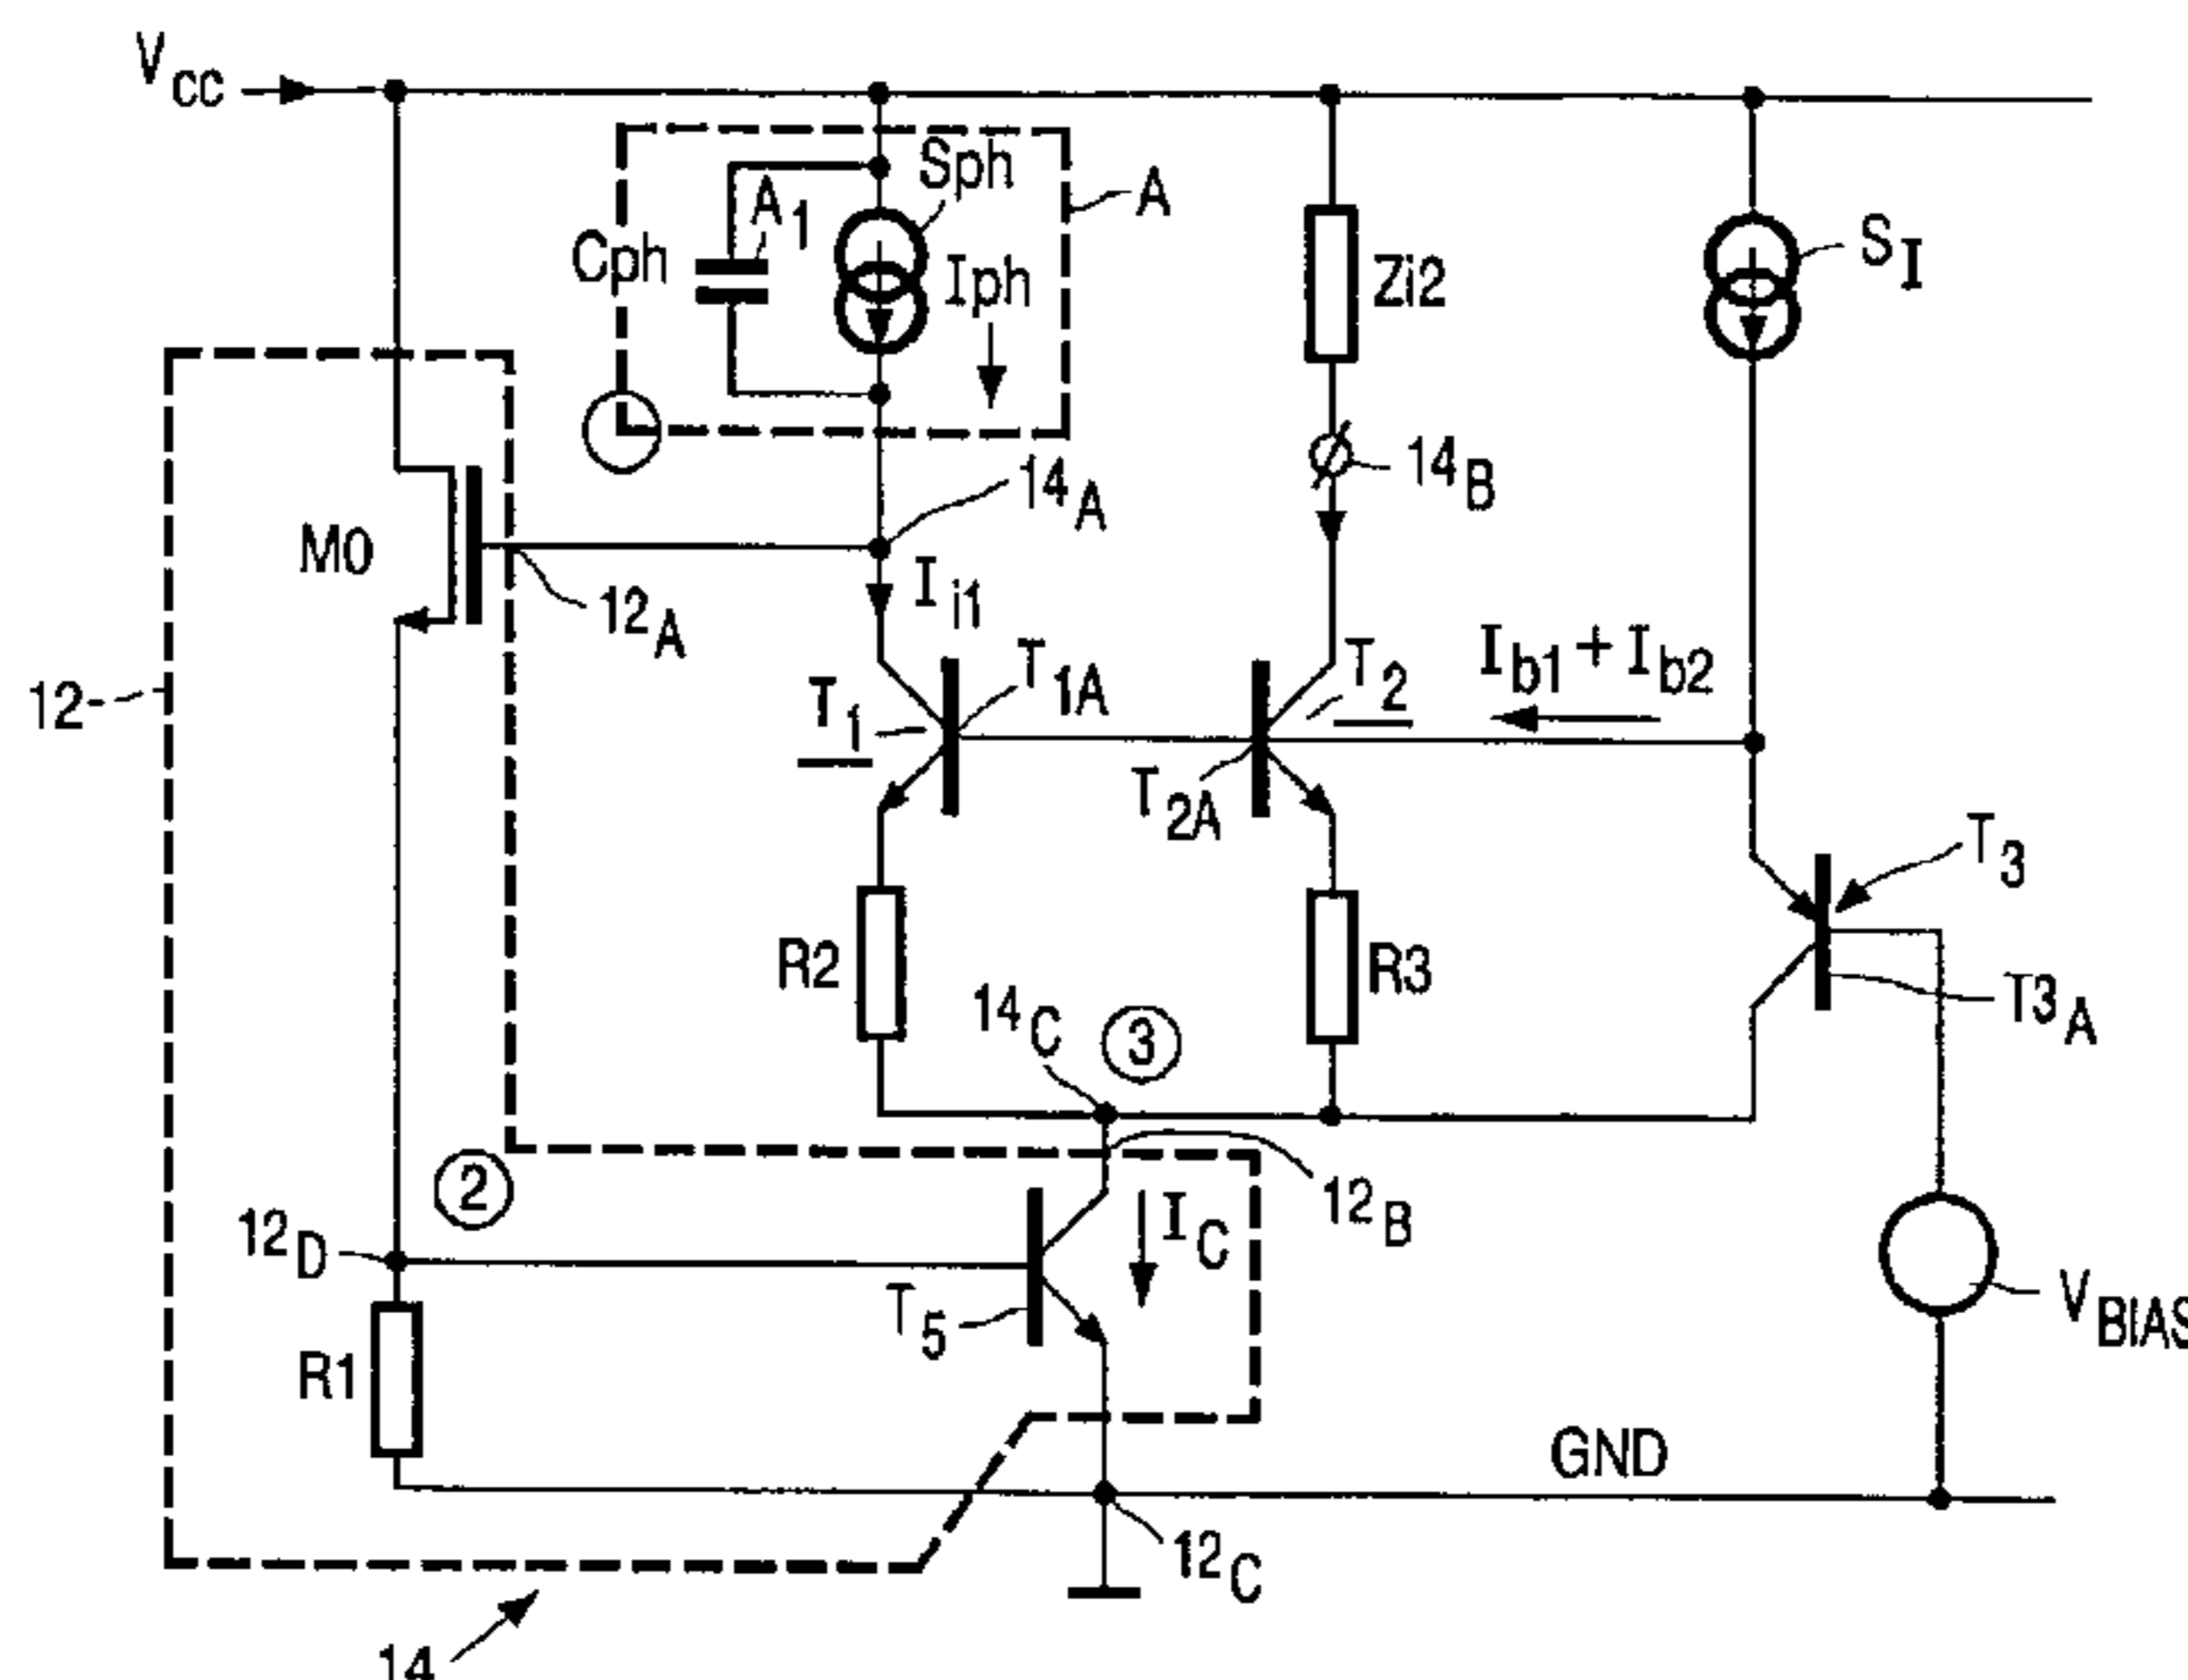 Vcc
Sph
A1
A
Cph
Iph
Zi2
SI
14A
14B
M0
12A
Ii1
T1A
T1
T2
Ib1 + Ib2
12
T2A
T3
R2
R3
14C
3
T3A
2
12D
IC
12B
T5
VBIAS
R1
GND
12C
14